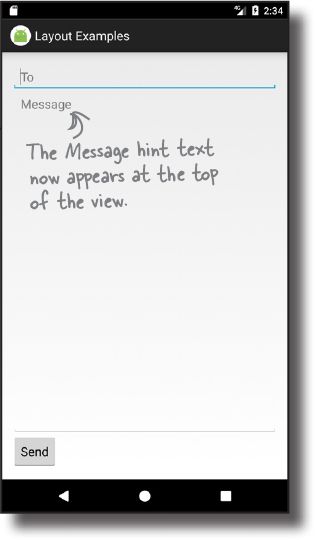 2:34
Layout Examples
To
Message
The Message hint text
now appears at the top
of the view.
Send